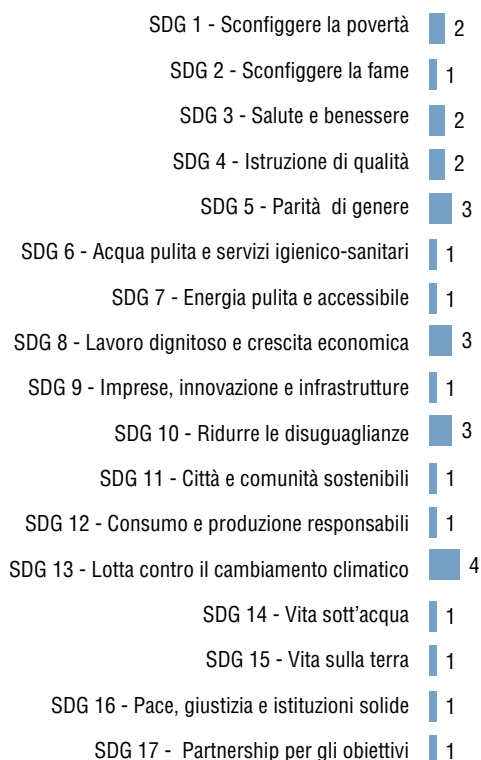 SDG 1 - Sconfiggere la povertà 2
SDG 2 - Sconfiggere la fame 1
SDG 3 - Salute e benessere 2
SDG 4 - Istruzione di qualità 2
SDG 5 - Parità  di genere 3
SDG 6 - Acqua pulita e servizi igienico-sanitari 1
SDG 7 - Energia pulita e accessibile 1
SDG 8 - Lavoro dignitoso e crescita economica 3
SDG 9 - Imprese, innovazione e infrastrutture 1
SDG 10 - Ridurre le disuguaglianze 3
SDG 11 - Città e comunità sostenibili 1
SDG 12 - Consumo e produzione responsabili 1
SDG 13 - Lotta contro il cambiamento climatico 4
SDG 14 - Vita sott'acqua 1
SDG 15 - Vita sulla terra 1
SDG 16 - Pace, giustizia e istituzioni solide 1
SDG 17 -  Partnership per gli obiettivi 1